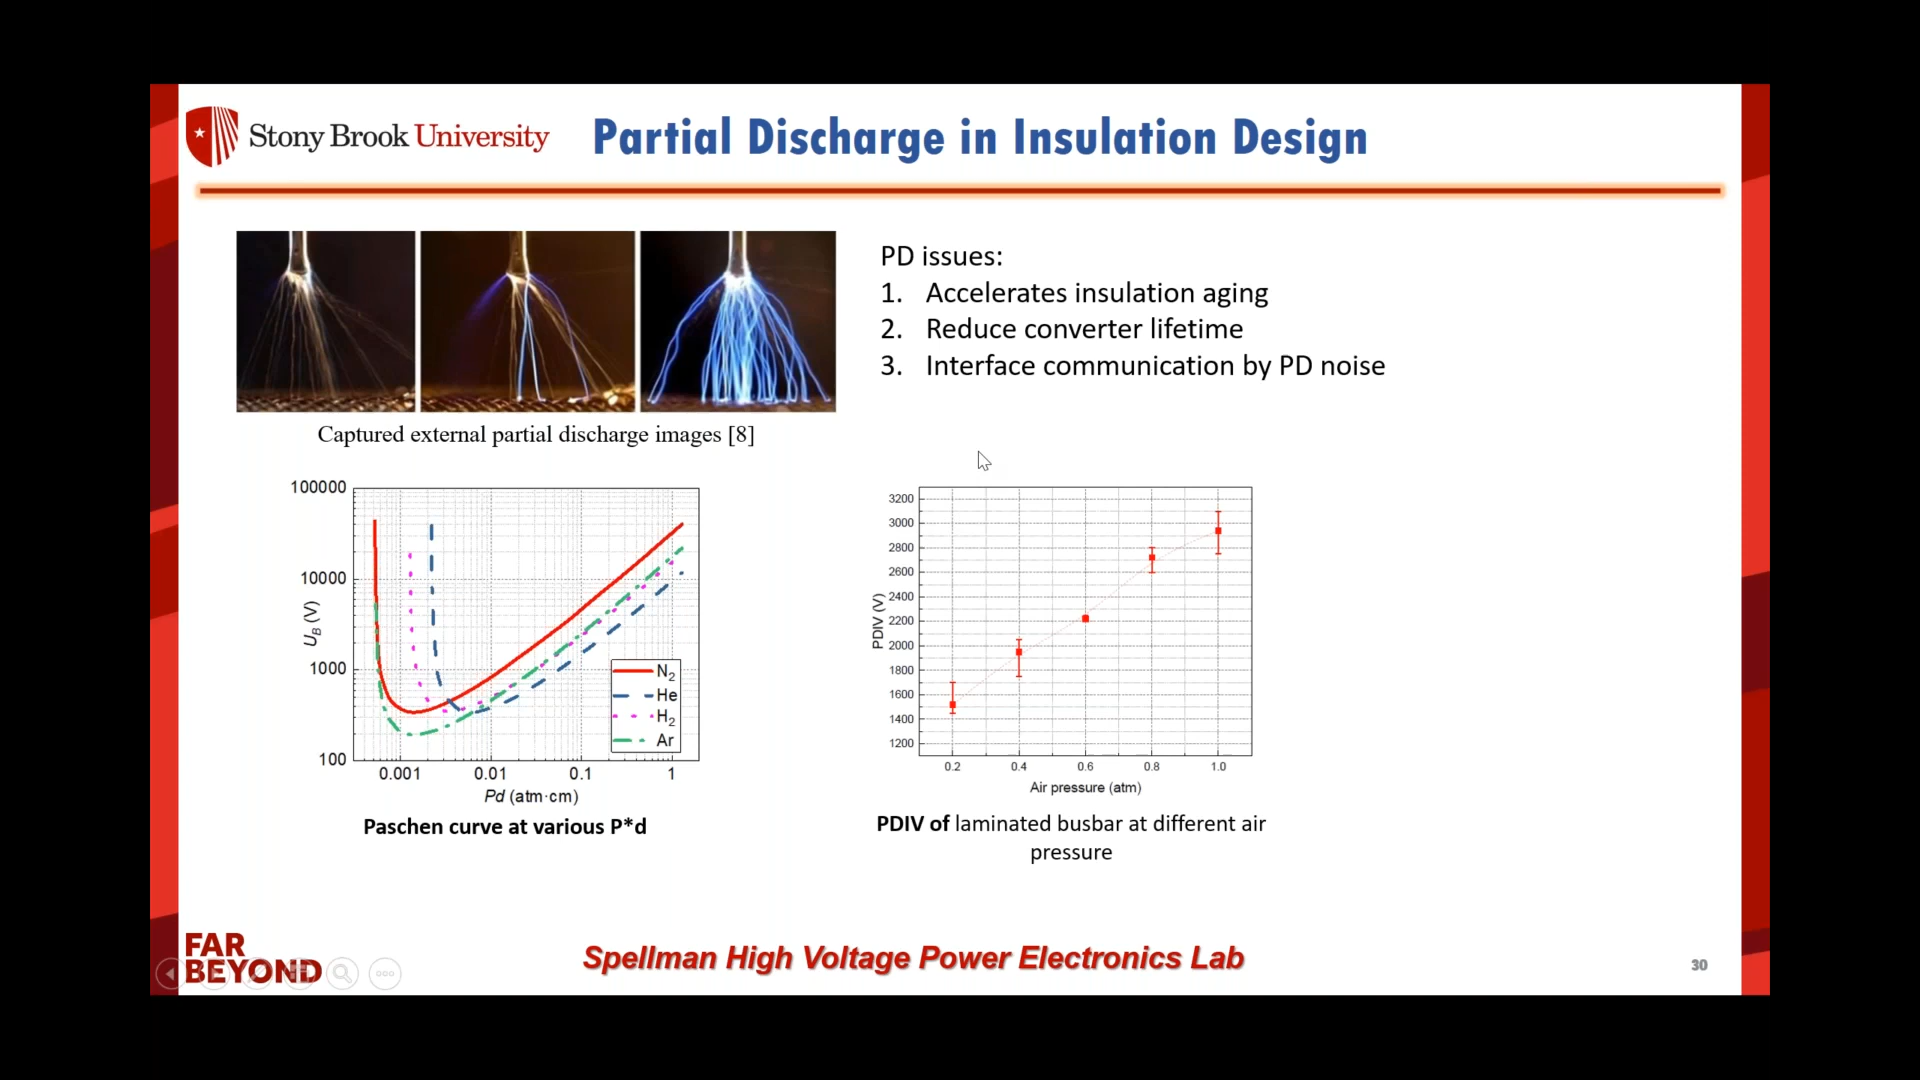 Stony Brook University
Partial Discharge in Insulation Design
PD issues:
1. Accelerates insulation aging
2. Reduce converter lifetime
3. Interface communication by PD noise
Captured external partial discharge images [8]
100000
10000
1000
100
U_B (V)
0.001 0.01 0.1 1
Pd (atm·cm)
N₂
He
H₂
Ar
Paschen curve at various P*d
3200
3000
2800
2600
2400
2200
2000
1800
1600
1400
1200
PDIV (V)
0.2 0.4 0.6 0.8 1.0
Air pressure (atm)
PDIV of laminated busbar at different air
pressure
FAR
BEYOND
Spellman High Voltage Power Electronics Lab
30